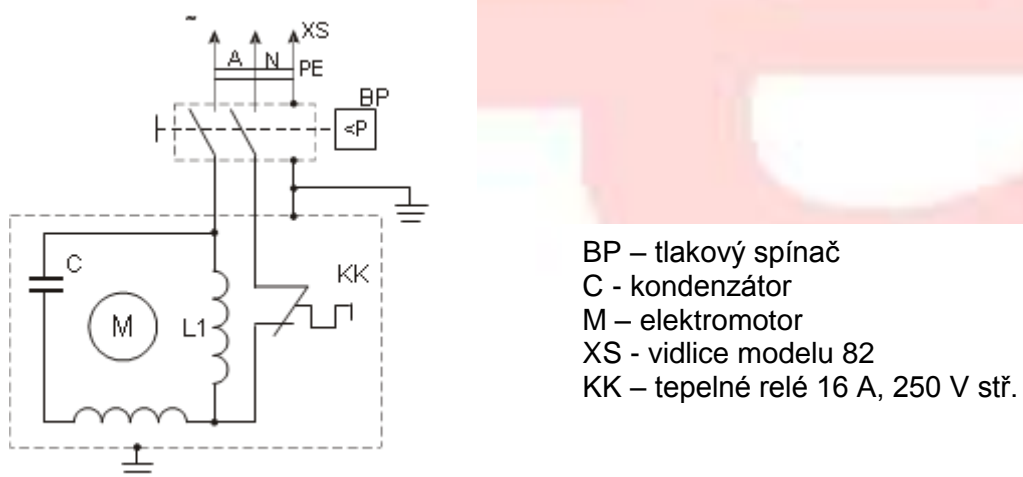 ~
XS
A N
PE
BP
<P
C
KK
M L1
BP – tlakový spínač
C - kondenzátor
M – elektromotor
XS - vidlice modelu 82
KK – tepelné relé 16 A, 250 V stř.